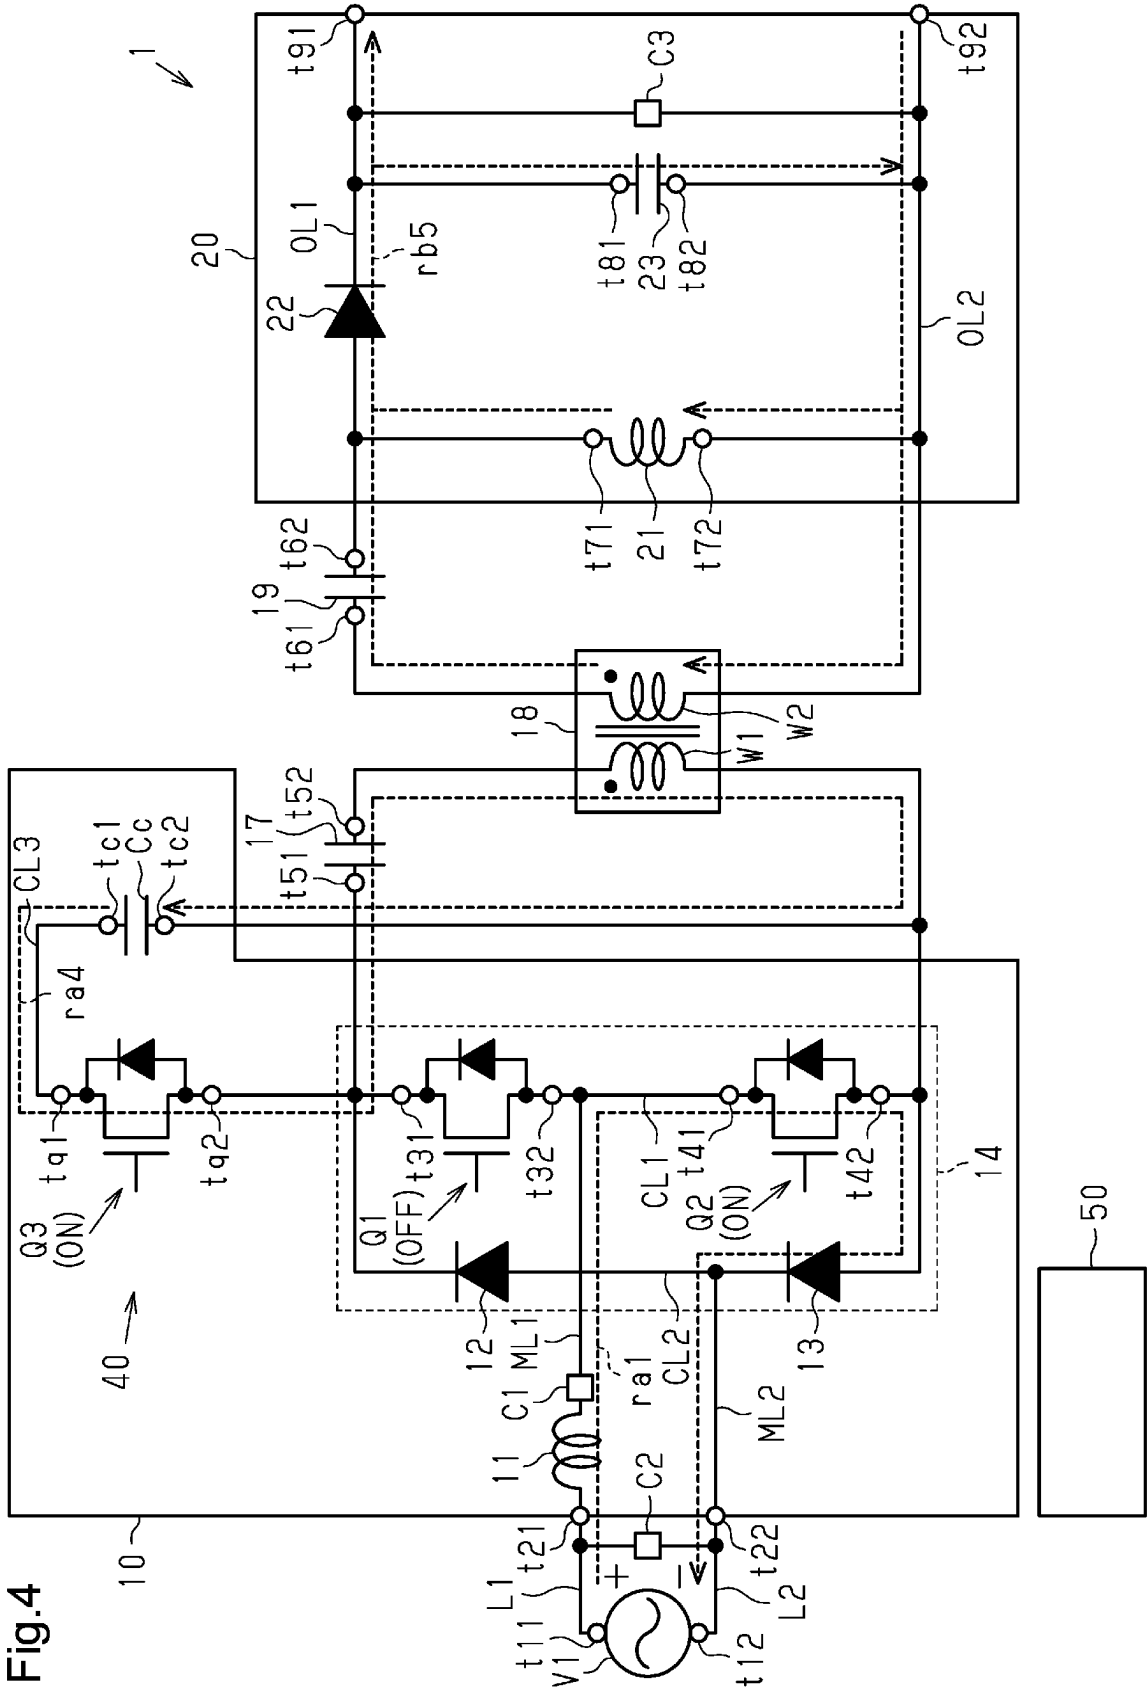 Fig.4
1
10
40
20
CL3
tc1
Cc
tc2
ra4
tq1
tq2
Q3
(ON)
t51
17
t52
t61
19
t62
22
OL1
rb5
t91
18
W1
W2
t71
21
t72
t81
23
t82
C3
t92
OL2
12
Q1
(OFF)
t31
t32
ML1
C1
11
ra1
CL2
CL1
t41
Q2
(ON)
t42
14
13
ML2
L1
t11
V1
t21
C2
+
−
t22
L2
t12
50